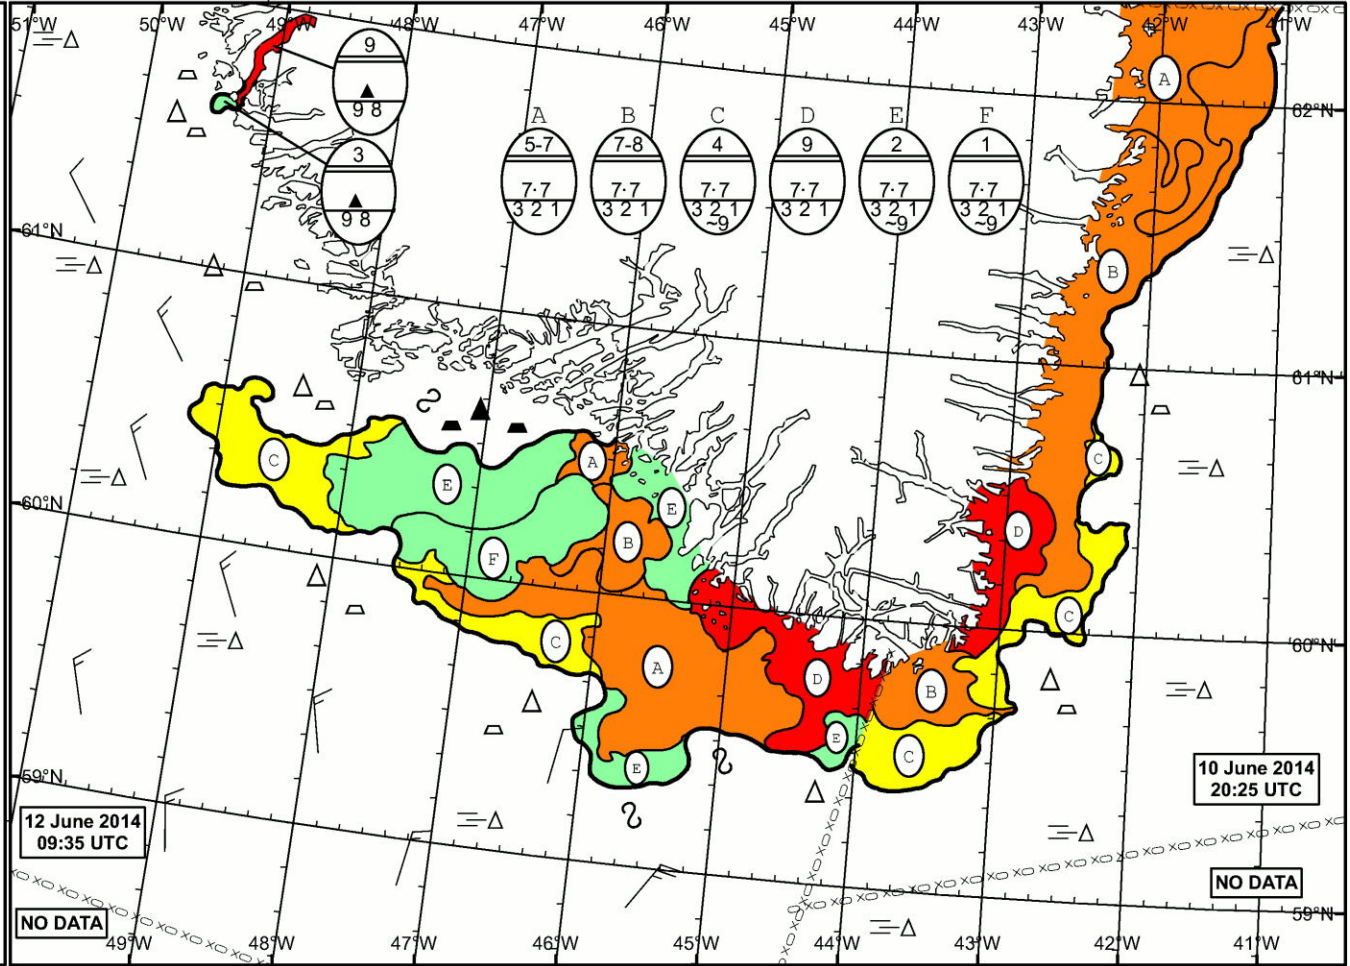 51°W 50°W 49°W 48°W 47°W 46°W 45°W 44°W 43°W 42°W 41°W
9
9 8
A B C D E F
5-7 7-8 4 9 2 1
7·7 7·7 7·7 7·7 7·7 7·7
3 2 1 3 2 1 3 2 1 3 2 1 3 2 1 3 2 1
~9 ~9 ~9
3
9 8
A
62°N
61°N
B
61°N
C A C
E E
60°N
B D
F
C
C
60°N
A D B
E C
E
59°N
10 June 2014
20:25 UTC
12 June 2014
09:35 UTC
NO DATA
NO DATA
59°N
49°W 48°W 47°W 46°W 45°W 44°W 43°W 42°W 41°W